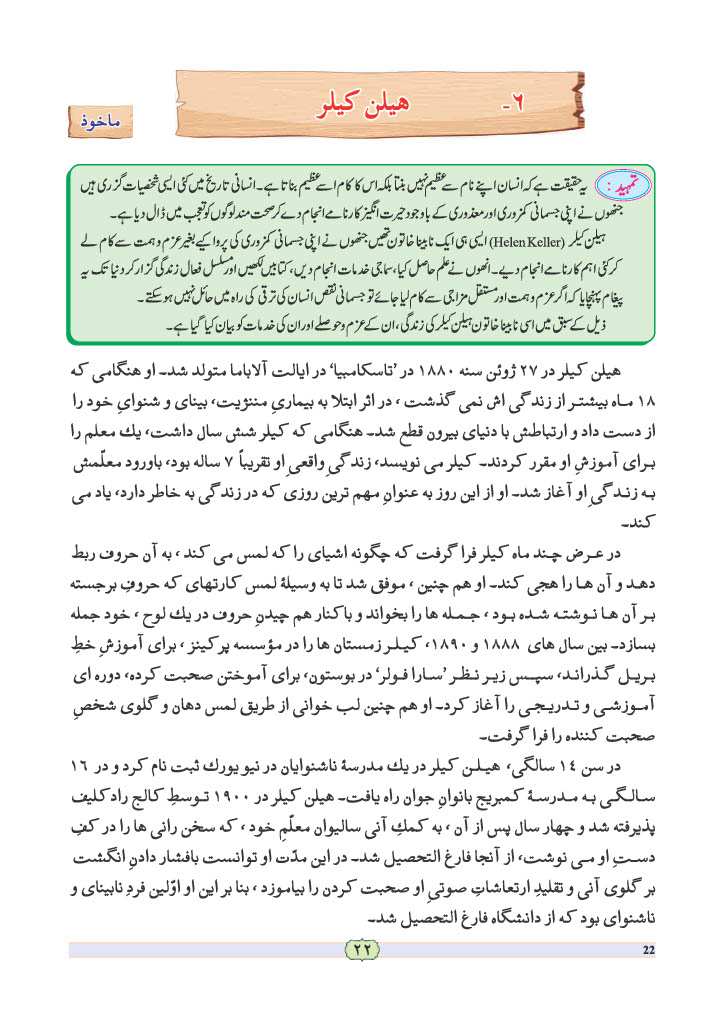 ۶- هیلن کیلر
ماخوذ
تمہید : یہ حقیقت ہے کہ انسان اپنے نام سے عظیم نہیں بنتا بلکہ اس کا کام اسے عظیم بناتا ہے۔ انسانی تاریخ میں کئی ایسی شخصیات گزری ہیں
جنھوں نے اپنی جسمانی کمزوری اور معذوری کے باوجود حیرت انگیز کارنامے انجام دے کر صحت مند لوگوں کو تعجب میں ڈال دیا ہے۔
ہیلن کیلر (Helen Keller) ایسی ہی ایک نابینا خاتون تھیں جنھوں نے اپنی جسمانی کمزوری کی پروا کیے بغیر عزم و ہمت سے کام لے
کر کئی اہم کارنامے انجام دیے۔ انھوں نے علم حاصل کیا، سماجی خدمات انجام دیں، کتابیں لکھیں اور مسلسل فعال زندگی گزار کر دنیا تک یہ
پیغام پہنچایا کہ اگر عزم و ہمت اور مستقل مزاجی سے کام لیا جائے تو جسمانی نقص انسان کی ترقی کی راہ میں حائل نہیں ہو سکتے۔
ذیل کے سبق میں اسی نابینا خاتون ہیلن کیلر کی زندگی، ان کے عزم و حوصلے اور ان کی خدمات کو بیان کیا گیا ہے۔
هیلن کیلر در ۲۷ ژوئن سنه ۱۸۸۰ در ’تاسکامبیا‘ در ایالت آلاباما متولد شد۔ او هنگامی که
۱۸ ماه بیشتر از زندگی اش نمی گذشت ، در اثر ابتلا به بیماریِ مننژیت، بینای و شنوایِ خود را
از دست داد و ارتباطش با دنیای بیرون قطع شد۔ هنگامی که کیلر شش سال داشت، یك معلم را
برای آموزشِ او مقرر کردند۔ کیلر می نویسد، زندگیِ واقعیِ او تقریباً ۷ ساله بود، باورود معلّمش
به زندگیِ او آغاز شد۔ او از این روز به عنوانِ مهم ترین روزی که در زندگی به خاطر دارد، یاد می
کند۔
در عرض چند ماه کیلر فرا گرفت که چگونه اشیای را که لمس می کند ، به آن حروف ربط
دهد و آن ها را هجی کند۔ او هم چنین ، موفق شد تا به وسیلۀ لمس کارتهای که حروفِ برجسته
بر آن ها نوشته شده بود ، جمله ها را بخواند و باکنار هم چیدنِ حروف در یك لوح ، خود جمله
بسازد۔ بین سال های ۱۸۸۸ و ۱۸۹۰، کیلر زمستان ها را در مؤسسه پرکینز ، برای آموزشِ خطِ
بریل گذراند، سپس زیر نظر ’سارا فولر‘ در بوستون، برای آموختن صحبت کرده، دوره ای
آموزشی و تدریجی را آغاز کرد۔ او هم چنین لب خوانی از طریق لمس دهان و گلوی شخصِ
صحبت کننده را فرا گرفت۔
در سن ۱۴ سالگی، هیلن کیلر در یك مدرسۀ ناشنوایان در نیو یورك ثبت نام کرد و در ۱۶
سالگی به مدرسۀ کمبریج بانوانِ جوان راه یافت۔ هیلن کیلر در ۱۹۰۰ توسطِ کالج راد کلیف
پذیرفته شد و چهار سال پس از آن ، به کمكِ آنی سالیوان معلّمِ خود ، که سخن رانی ها را در کفِ
دستِ او می نوشت، از آنجا فارغ التحصیل شد۔ در این مدّت او توانست بافشار دادنِ انگشت
بر گلوی آنی و تقلیدِ ارتعاشاتِ صوتیِ او صحبت کردن را بیاموزد ، بنا بر این او اوّلین فردِ نابینای و
ناشنوای بود که از دانشگاه فارغ التحصیل شد۔
۲۲
22